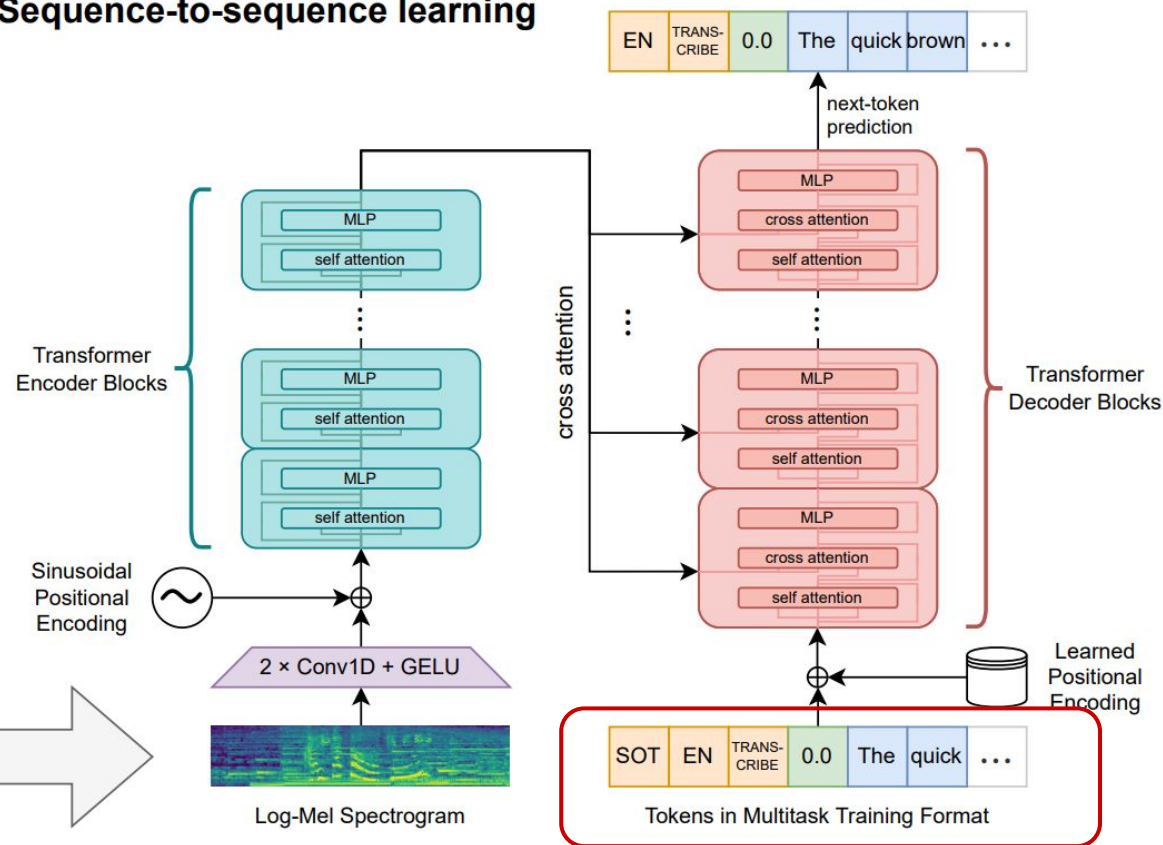 Sequence-to-sequence learning
EN TRANS-CRIBE 0.0 The quick brown ...
next-token
prediction
MLP
self attention
MLP
self attention
MLP
self attention
Transformer
Encoder Blocks
cross attention
MLP
cross attention
self attention
MLP
cross attention
self attention
MLP
cross attention
self attention
Transformer
Decoder Blocks
Sinusoidal
Positional
Encoding
2 × Conv1D + GELU
Log-Mel Spectrogram
Learned
Positional
Encoding
SOT EN TRANS-CRIBE 0.0 The quick ...
Tokens in Multitask Training Format